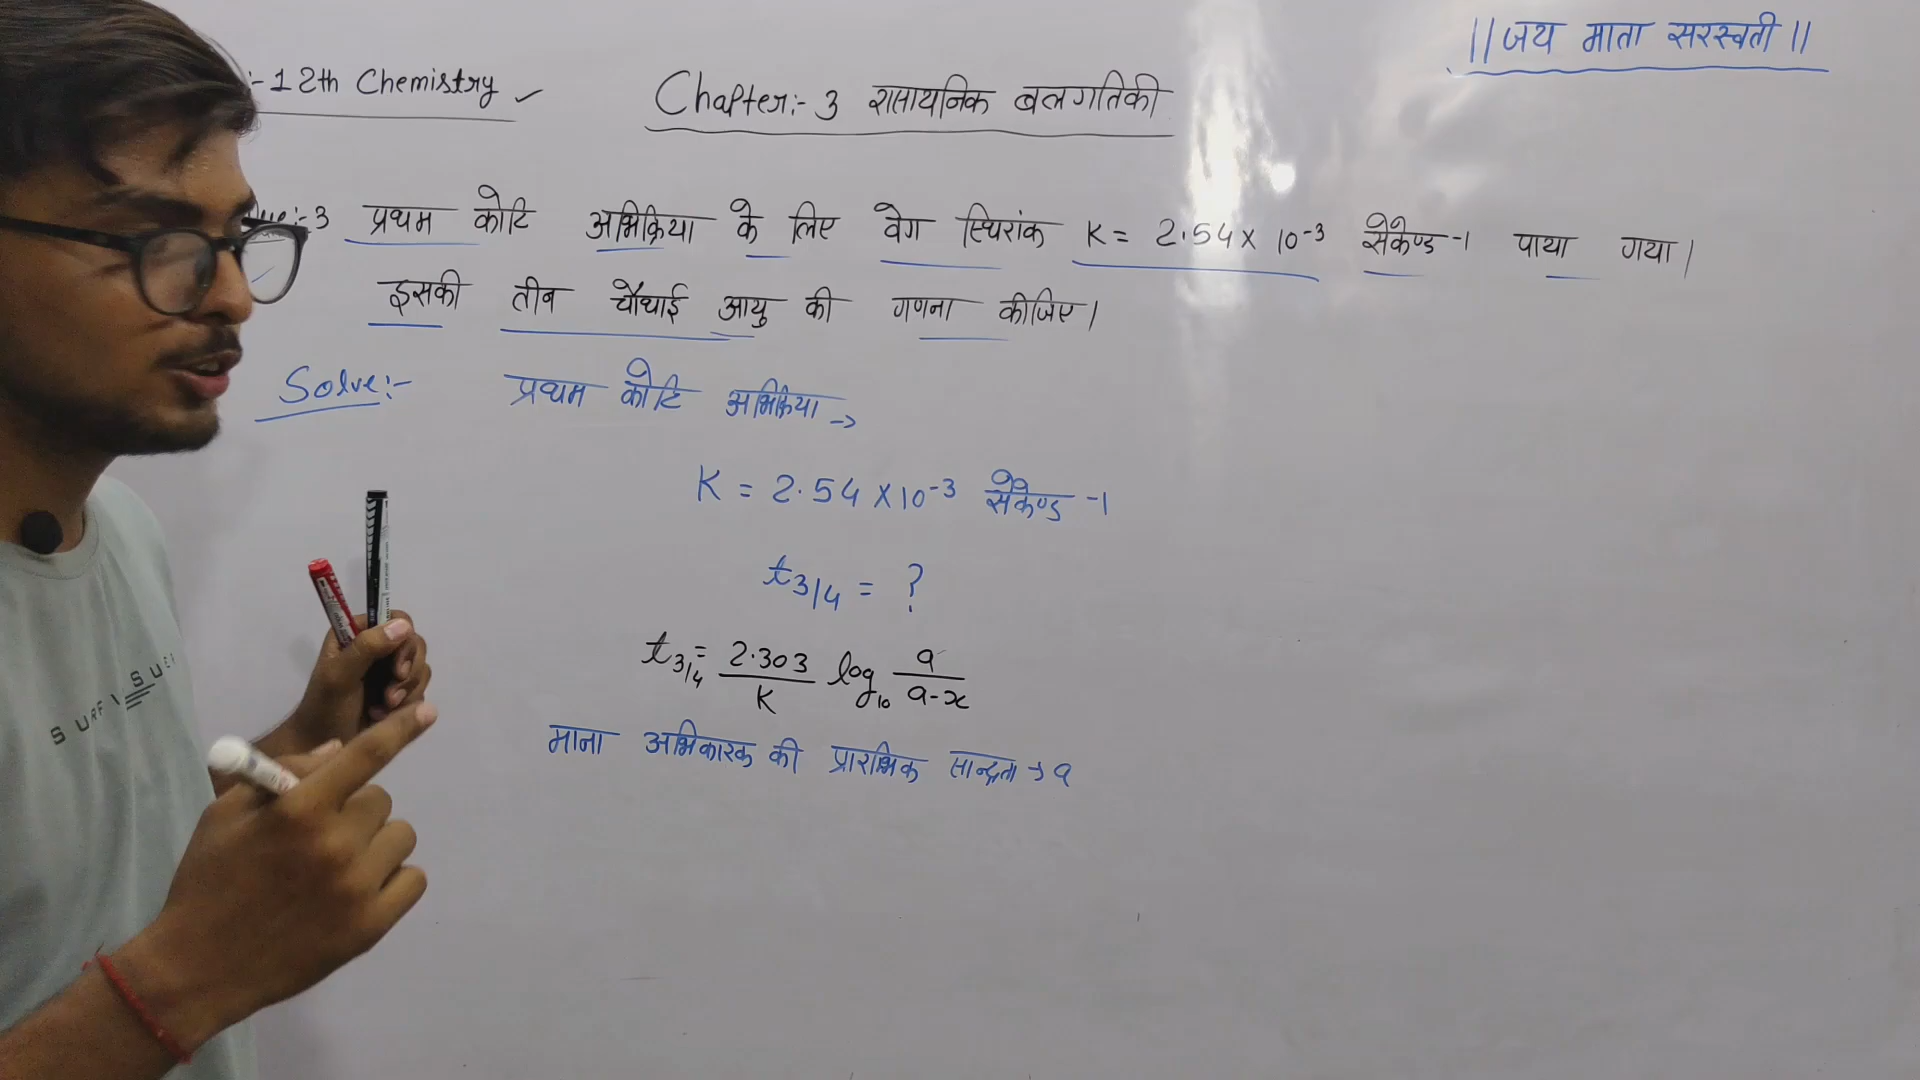 || जय माता सरस्वती ||
:- 12th Chemistry
Chapter:- 3 रासायनिक बलगतिकी
Que:-3 प्रथम कोटि अभिक्रिया के लिए वेग स्थिरांक K = 2.54 × 10⁻³ सेकेण्ड⁻¹ पाया गया।
इसकी तीन चौथाई आयु की गणना कीजिए।
Solve:- प्रथम कोटि अभिक्रिया →
K = 2.54 × 10⁻³ सेकेण्ड⁻¹
t3/4 = ?
t3/4 = 2.303/K log10 a/a-x
माना अभिकारक की प्रारम्भिक सान्द्रता → a